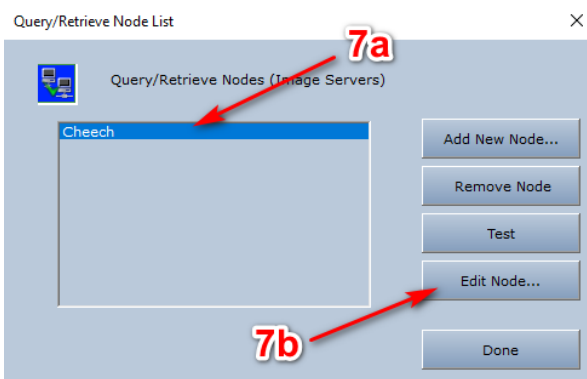 Query/Retrieve Node List
7a
Query/Retrieve Nodes (Image Servers)
Cheech
Add New Node...
Remove Node
Test
Edit Node...
7b
Done